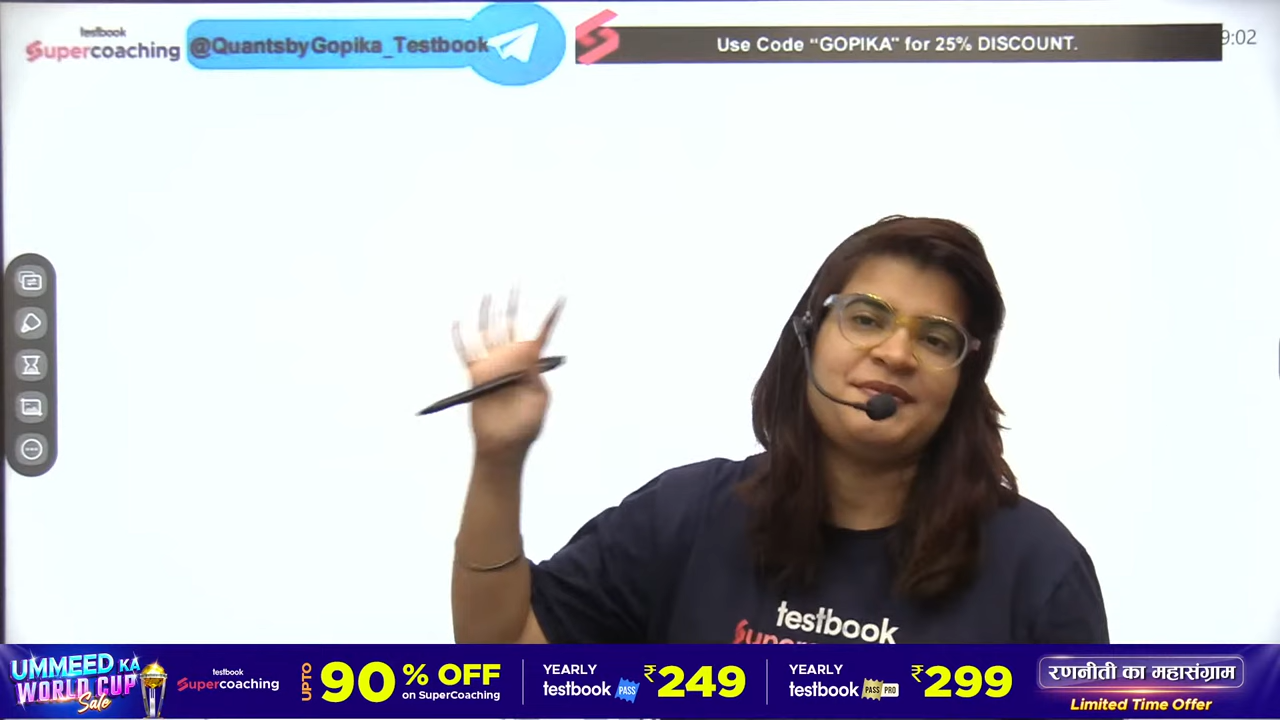 testbook
Supercoaching
@QuantsbyGopika_Testbook
Use Code “GOPIKA" for 25% DISCOUNT.
9:02
testbook
UMMEED KA
WORLD CUP
Sale
testbook
Supercoaching
UPTO
90% OFF
on SuperCoaching
YEARLY
testbook PASS
₹249
YEARLY
testbook PASS PRO
₹299
रणनीती का महासंग्राम
Limited Time Offer